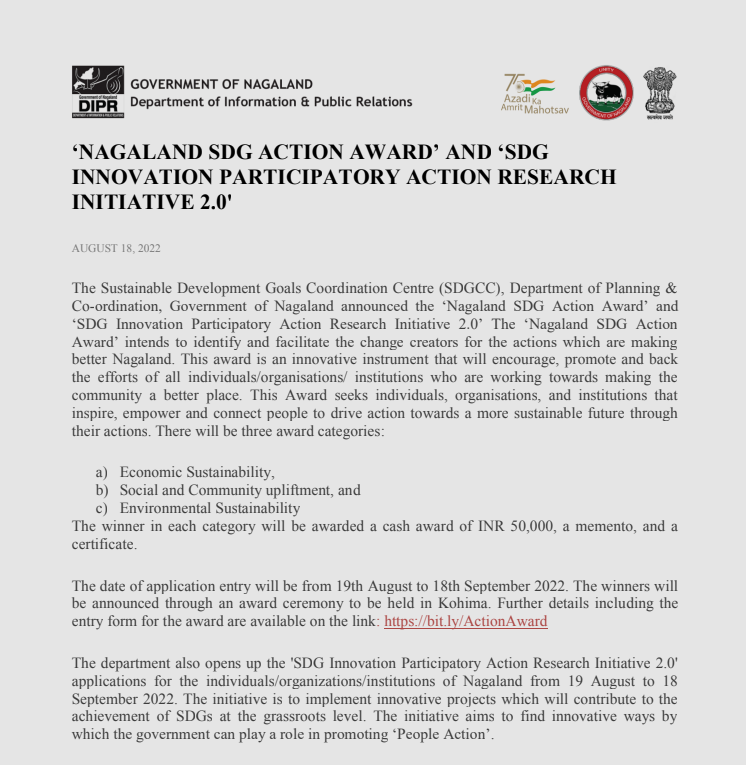 GOVERNMENT OF NAGALAND
Department of Information & Public Relations
DIPR
75
Azadi Ka
Amrit Mahotsav
UNITY
GOVERNMENT OF NAGALAND
सत्यमेव जयते
‘NAGALAND SDG ACTION AWARD’ AND ‘SDG
INNOVATION PARTICIPATORY ACTION RESEARCH
INITIATIVE 2.0'
AUGUST 18, 2022
The Sustainable Development Goals Coordination Centre (SDGCC), Department of Planning &
Co-ordination, Government of Nagaland announced the ‘Nagaland SDG Action Award’ and
‘SDG Innovation Participatory Action Research Initiative 2.0’ The ‘Nagaland SDG Action
Award’ intends to identify and facilitate the change creators for the actions which are making
better Nagaland. This award is an innovative instrument that will encourage, promote and back
the efforts of all individuals/organisations/ institutions who are working towards making the
community a better place. This Award seeks individuals, organisations, and institutions that
inspire, empower and connect people to drive action towards a more sustainable future through
their actions. There will be three award categories:
a) Economic Sustainability,
b) Social and Community upliftment, and
c) Environmental Sustainability
The winner in each category will be awarded a cash award of INR 50,000, a memento, and a
certificate.
The date of application entry will be from 19th August to 18th September 2022. The winners will
be announced through an award ceremony to be held in Kohima. Further details including the
entry form for the award are available on the link: https://bit.ly/ActionAward
The department also opens up the 'SDG Innovation Participatory Action Research Initiative 2.0'
applications for the individuals/organizations/institutions of Nagaland from 19 August to 18
September 2022. The initiative is to implement innovative projects which will contribute to the
achievement of SDGs at the grassroots level. The initiative aims to find innovative ways by
which the government can play a role in promoting ‘People Action’.